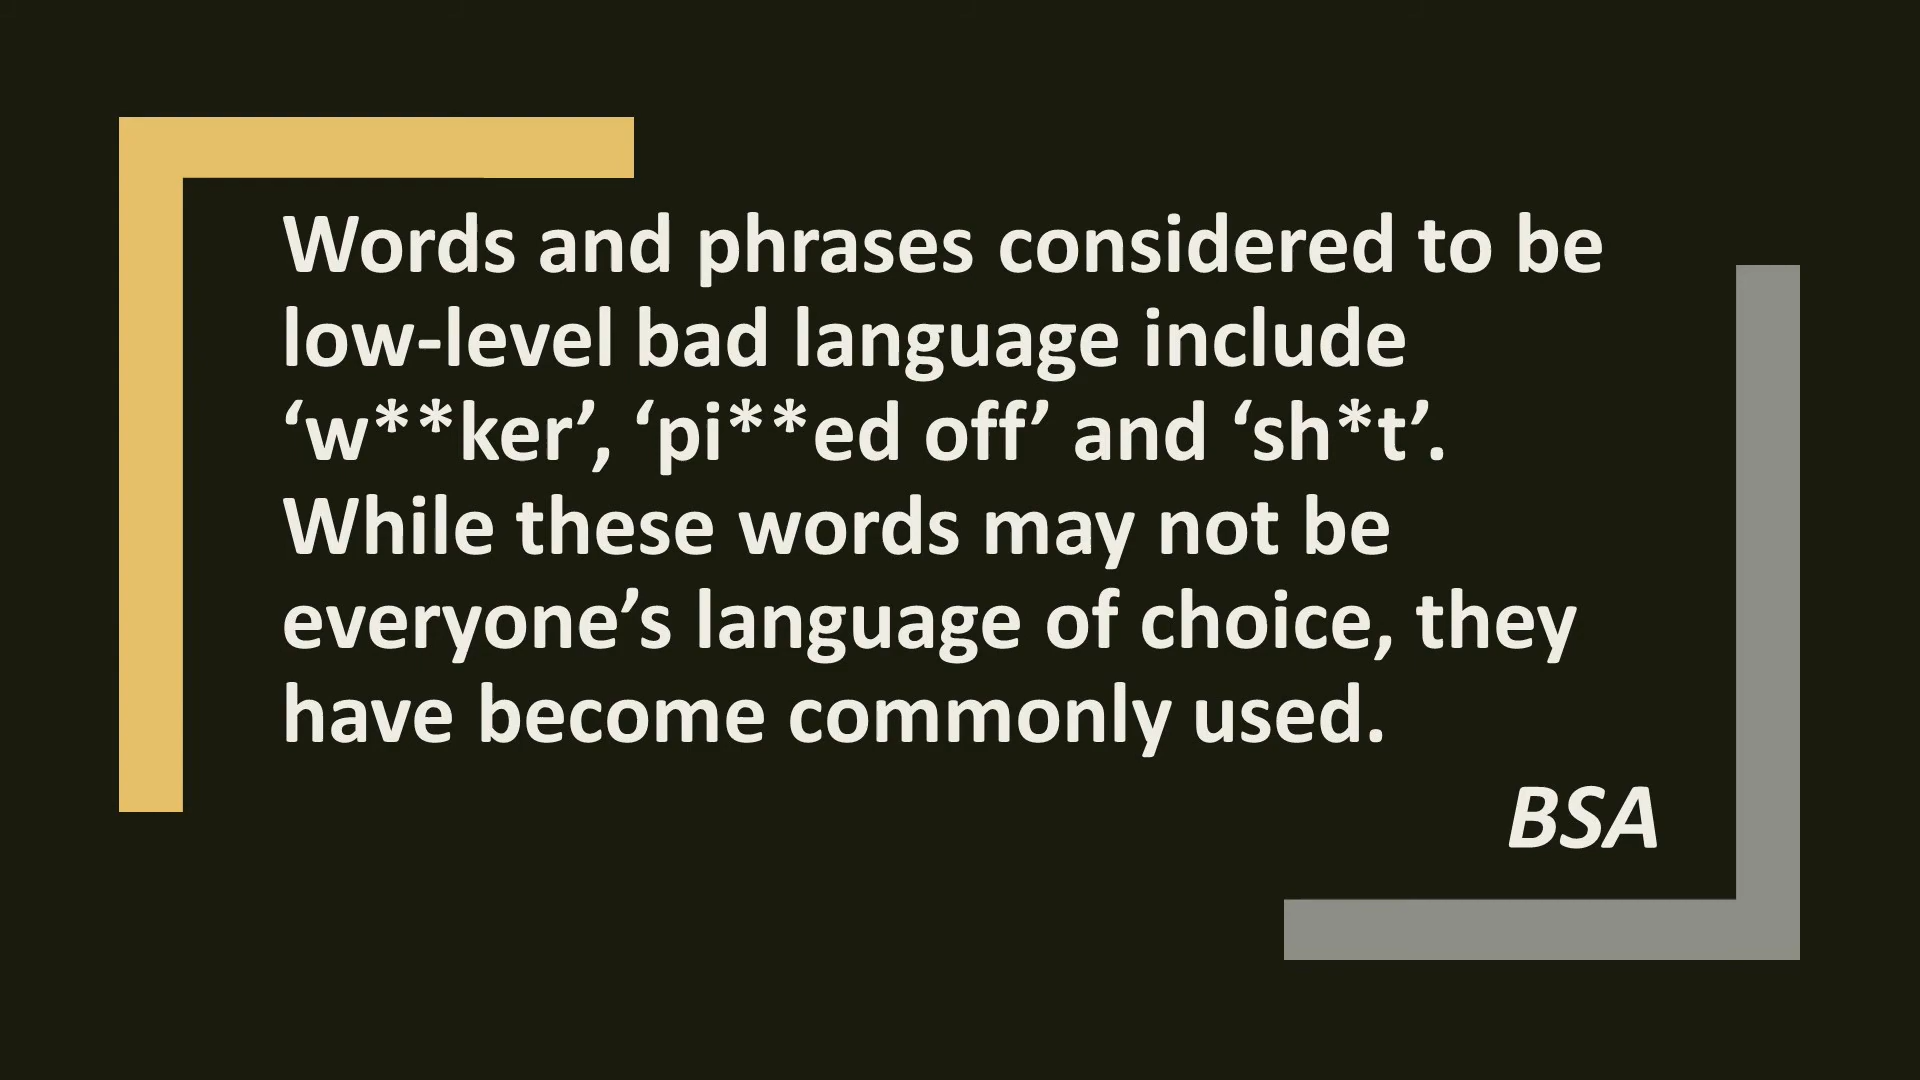 Words and phrases considered to be
low-level bad language include
‘w**ker’, ‘pi**ed off’ and ‘sh*t’.
While these words may not be
everyone’s language of choice, they
have become commonly used.
BSA